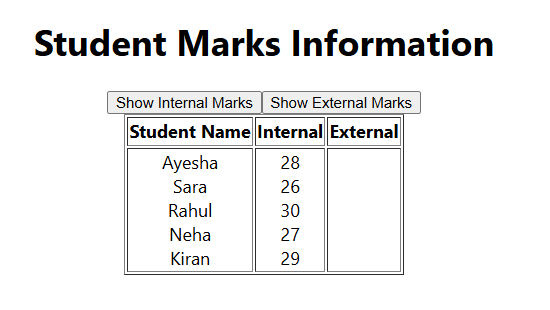 Student Marks Information
Show Internal Marks Show External Marks
Student Name Internal External
Ayesha 28
Sara 26
Rahul 30
Neha 27
Kiran 29